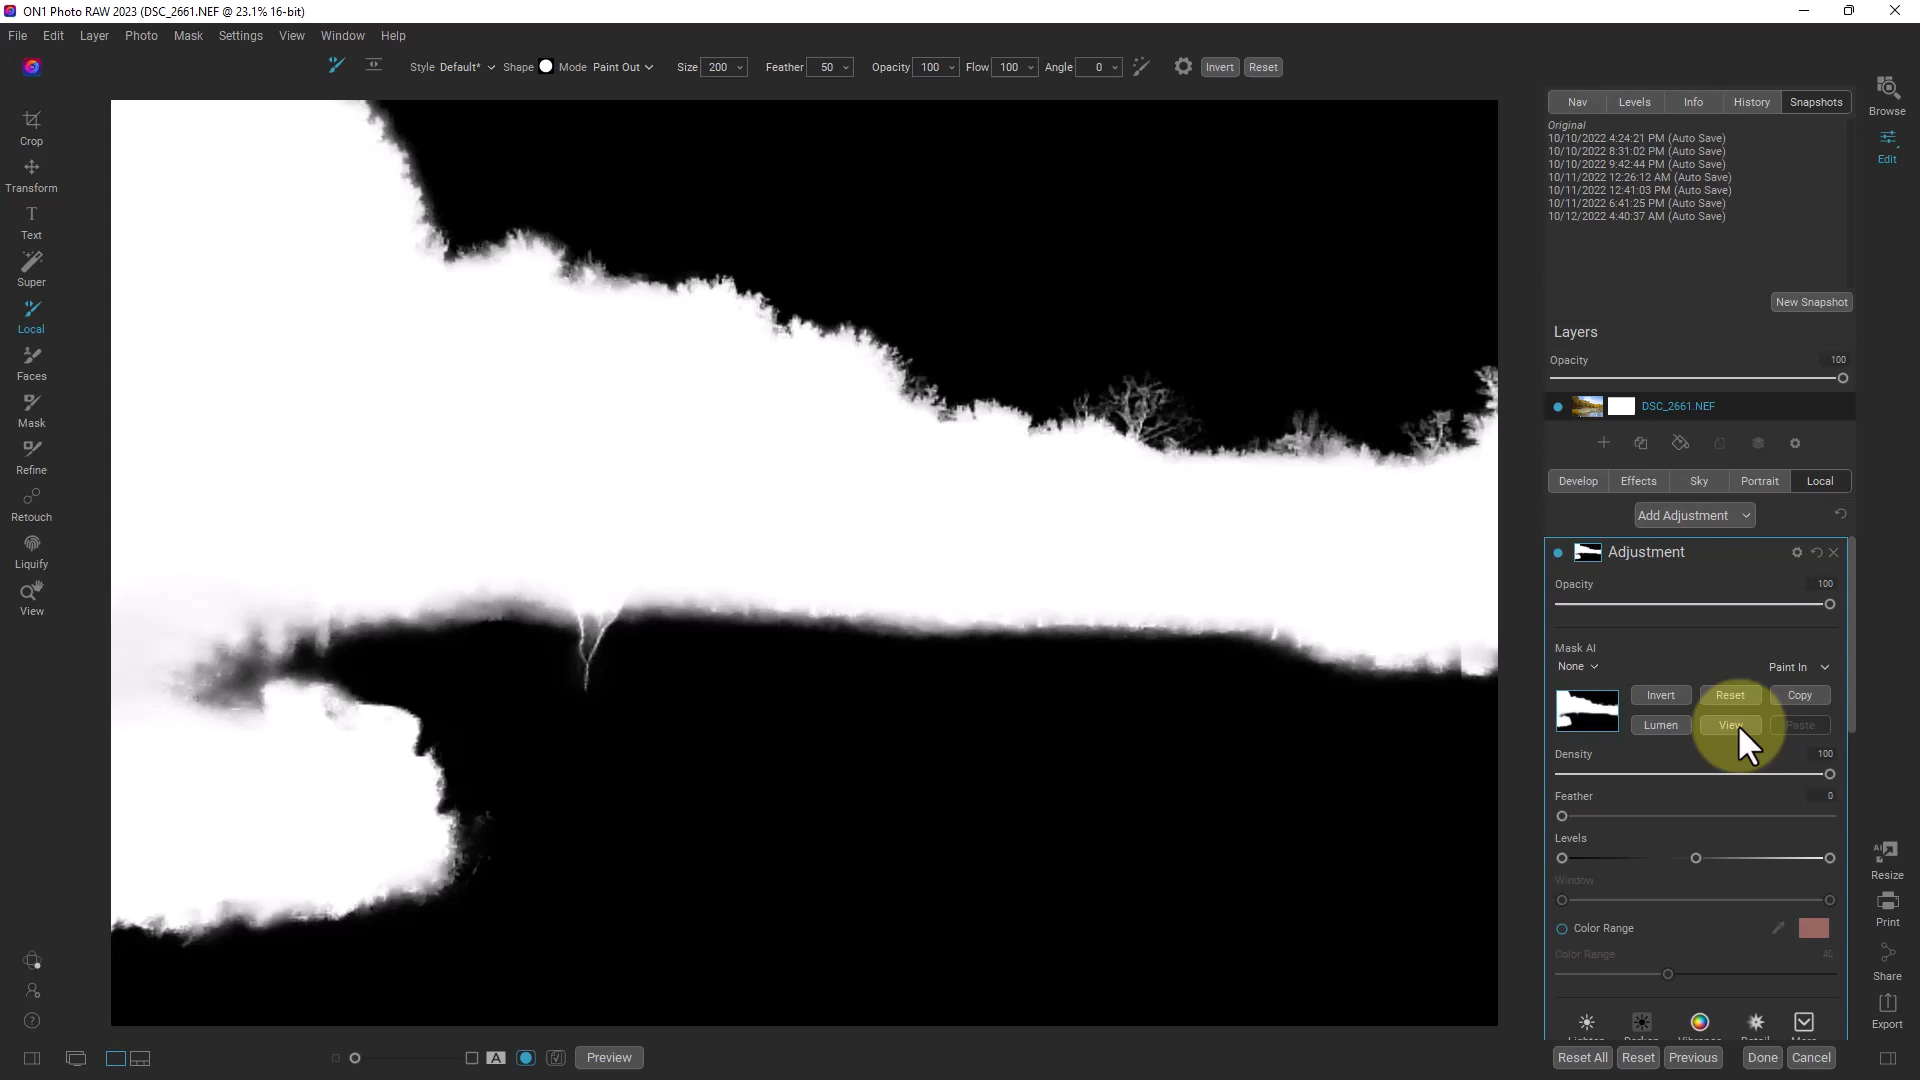 ON1 Photo RAW 2023 (DSC_2661.NEF @ 23.1% 16-bit)
File Edit Layer Photo Mask Settings View Window Help
Style Default* Shape Mode Paint Out Size 200 Feather 50 Opacity 100 Flow 100 Angle 0 Invert Reset
Crop
Transform
Text
Super
Local
Faces
Mask
Refine
Retouch
Liquify
View
Nav Levels Info History Snapshots
Original
10/10/2022 4:24:21 PM (Auto Save)
10/10/2022 8:31:02 PM (Auto Save)
10/10/2022 9:42:44 PM (Auto Save)
10/11/2022 12:26:12 AM (Auto Save)
10/11/2022 12:41:03 PM (Auto Save)
10/11/2022 6:41:25 PM (Auto Save)
10/12/2022 4:40:37 AM (Auto Save)
New Snapshot
Layers
Opacity 100
DSC_2661.NEF
Develop Effects Sky Portrait Local
Add Adjustment
Adjustment
Opacity 100
Mask AI
None Paint In
Invert Reset Copy
Lumen View Paste
Density 100
Feather 0
Levels
Window
Color Range
Color Range 40
Lighten Darken Vibrance Detail More
Reset All Reset Previous Done Cancel
Browse
Edit
AI
Resize
Print
Share
Export
A Preview